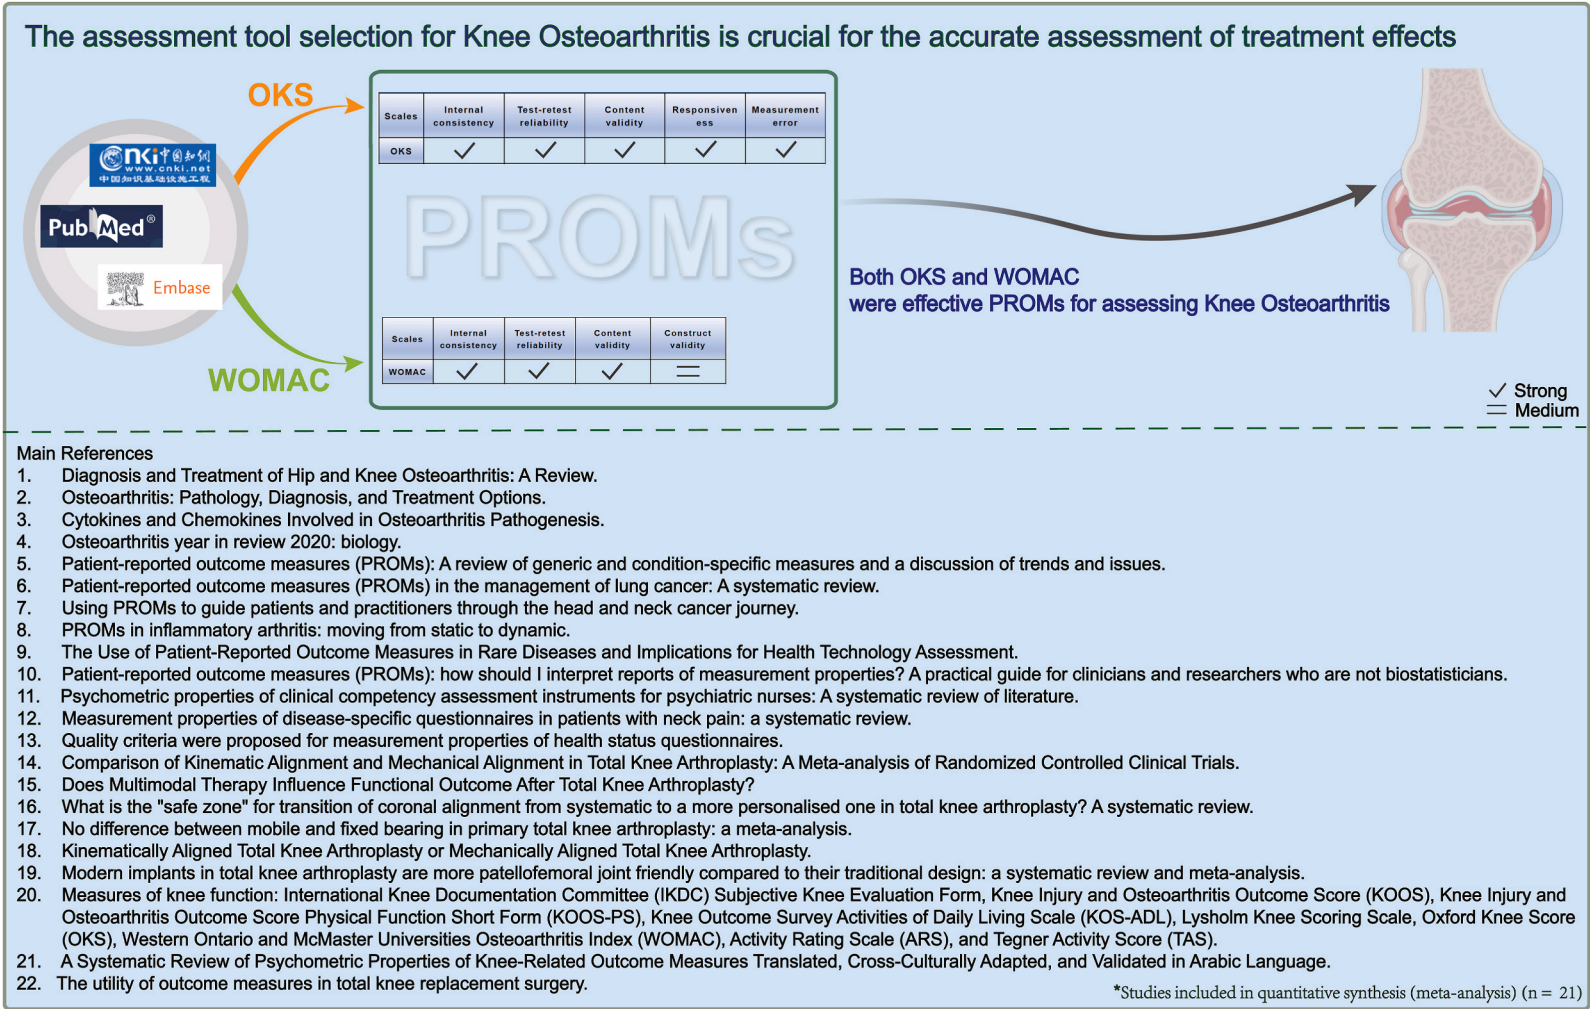 The assessment tool selection for Knee Osteoarthritis is crucial for the accurate assessment of treatment effects
OKS
Cnki中国知网
www.cnki.net
中国知识基础设施工程
PubMed®
Embase
WOMAC
Scales Internal consistency Test-retest reliability Content validity Responsiven ess Measurement error
OKS ✓ ✓ ✓ ✓ ✓
PROMs
Scales Internal consistency Test-retest reliability Content validity Construct validity
WOMAC ✓ ✓ ✓ =
Both OKS and WOMAC
were effective PROMs for assessing Knee Osteoarthritis
✓ Strong
= Medium
Main References
1. Diagnosis and Treatment of Hip and Knee Osteoarthritis: A Review.
2. Osteoarthritis: Pathology, Diagnosis, and Treatment Options.
3. Cytokines and Chemokines Involved in Osteoarthritis Pathogenesis.
4. Osteoarthritis year in review 2020: biology.
5. Patient-reported outcome measures (PROMs): A review of generic and condition-specific measures and a discussion of trends and issues.
6. Patient-reported outcome measures (PROMs) in the management of lung cancer: A systematic review.
7. Using PROMs to guide patients and practitioners through the head and neck cancer journey.
8. PROMs in inflammatory arthritis: moving from static to dynamic.
9. The Use of Patient-Reported Outcome Measures in Rare Diseases and Implications for Health Technology Assessment.
10. Patient-reported outcome measures (PROMs): how should I interpret reports of measurement properties? A practical guide for clinicians and researchers who are not biostatisticians.
11. Psychometric properties of clinical competency assessment instruments for psychiatric nurses: A systematic review of literature.
12. Measurement properties of disease-specific questionnaires in patients with neck pain: a systematic review.
13. Quality criteria were proposed for measurement properties of health status questionnaires.
14. Comparison of Kinematic Alignment and Mechanical Alignment in Total Knee Arthroplasty: A Meta-analysis of Randomized Controlled Clinical Trials.
15. Does Multimodal Therapy Influence Functional Outcome After Total Knee Arthroplasty?
16. What is the "safe zone" for transition of coronal alignment from systematic to a more personalised one in total knee arthroplasty? A systematic review.
17. No difference between mobile and fixed bearing in primary total knee arthroplasty: a meta-analysis.
18. Kinematically Aligned Total Knee Arthroplasty or Mechanically Aligned Total Knee Arthroplasty.
19. Modern implants in total knee arthroplasty are more patellofemoral joint friendly compared to their traditional design: a systematic review and meta-analysis.
20. Measures of knee function: International Knee Documentation Committee (IKDC) Subjective Knee Evaluation Form, Knee Injury and Osteoarthritis Outcome Score (KOOS), Knee Injury and
Osteoarthritis Outcome Score Physical Function Short Form (KOOS-PS), Knee Outcome Survey Activities of Daily Living Scale (KOS-ADL), Lysholm Knee Scoring Scale, Oxford Knee Score
(OKS), Western Ontario and McMaster Universities Osteoarthritis Index (WOMAC), Activity Rating Scale (ARS), and Tegner Activity Score (TAS).
21. A Systematic Review of Psychometric Properties of Knee-Related Outcome Measures Translated, Cross-Culturally Adapted, and Validated in Arabic Language.
22. The utility of outcome measures in total knee replacement surgery.
*Studies included in quantitative synthesis (meta-analysis) (n = 21)